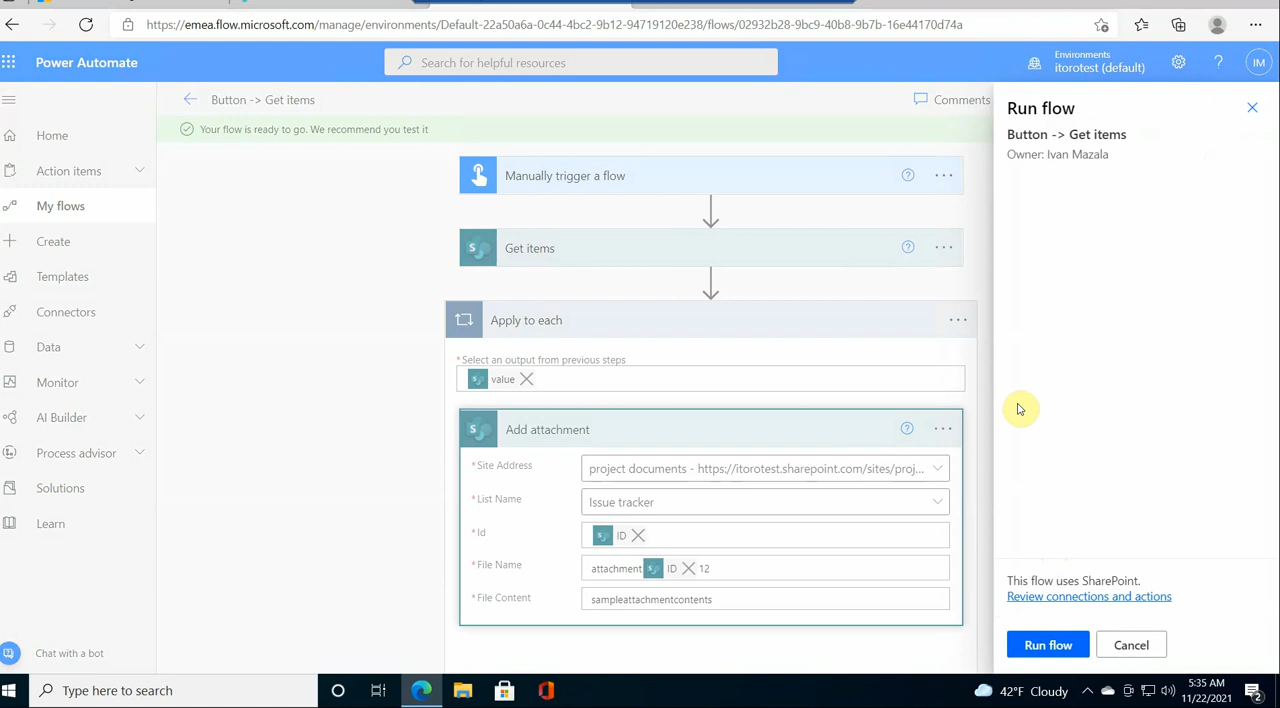 https://emea.flow.microsoft.com/manage/environments/Default-22a50a6a-0c44-4bc2-9b12-94719120e238/flows/02932b28-9bc9-40b8-9b7b-16e44170974a
Power Automate
Search for helpful resources
Environments
itorotest (default)
IM
Home
Action items
My flows
Create
Templates
Connectors
Data
Monitor
AI Builder
Process advisor
Solutions
Learn
Chat with a bot
Button -> Get items
Comments
Your flow is ready to go. We recommend you test it
Manually trigger a flow
Get items
Apply to each
*Select an output from previous steps
value
Add attachment
*Site Address
project documents - https://itorotest.sharepoint.com/sites/proj...
*List Name
Issue tracker
*Id
ID
*File Name
attachment ID 12
*File Content
sampleattachmentcontents
Run flow
Button -> Get items
Owner: Ivan Mazala
This flow uses SharePoint.
Review connections and actions
Run flow
Cancel
Type here to search
42°F Cloudy
5:35 AM
11/22/2021
2